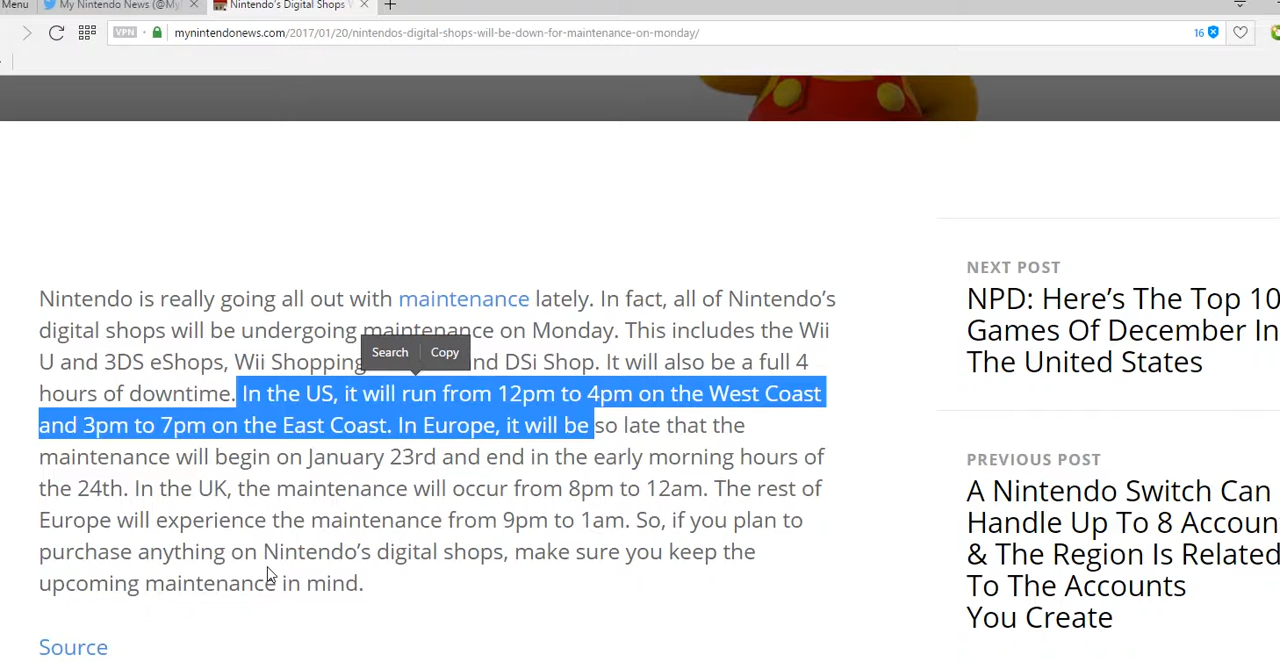 Menu
My Nintendo News (@My
Nintendo's Digital Shops
VPN
mynintendonews.com/2017/01/20/nintendos-digital-shops-will-be-down-for-maintenance-on-monday/
16
Nintendo is really going all out with maintenance lately. In fact, all of Nintendo's
digital shops will be undergoing maintenance on Monday. This includes the Wii
U and 3DS eShops, Wii Shopping nd DSi Shop. It will also be a full 4
Search Copy
hours of downtime. In the US, it will run from 12pm to 4pm on the West Coast
and 3pm to 7pm on the East Coast. In Europe, it will be so late that the
maintenance will begin on January 23rd and end in the early morning hours of
the 24th. In the UK, the maintenance will occur from 8pm to 12am. The rest of
Europe will experience the maintenance from 9pm to 1am. So, if you plan to
purchase anything on Nintendo's digital shops, make sure you keep the
upcoming maintenance in mind.
Source
NEXT POST
NPD: Here's The Top 10
Games Of December In
The United States
PREVIOUS POST
A Nintendo Switch Can
Handle Up To 8 Accoun
& The Region Is Related
To The Accounts
You Create